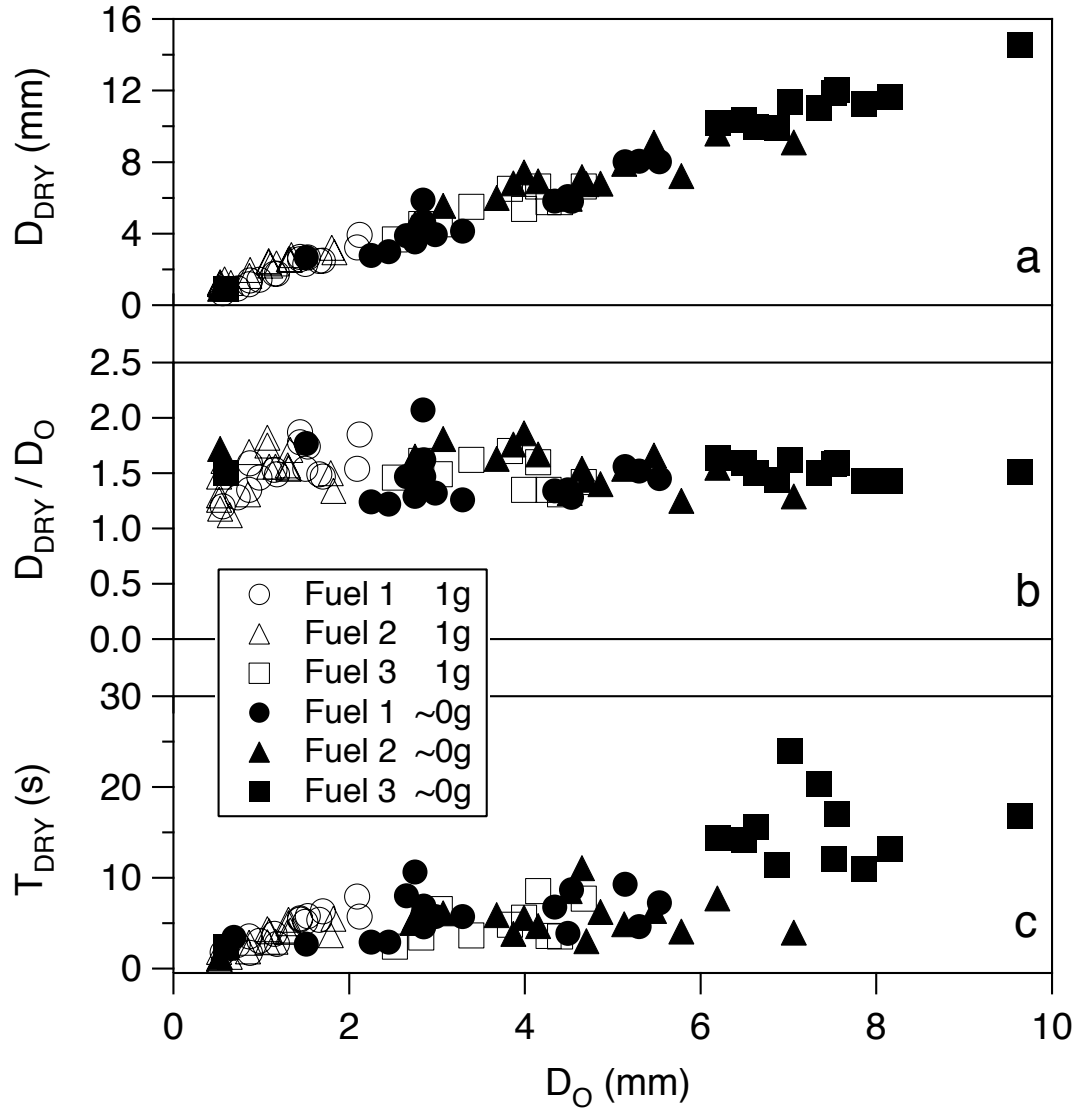 16
12
8
4
0
D_DRY (mm)
a
2.5
2.0
1.5
1.0
0.5
0.0
D_DRY / D_O
b
Fuel 1 1g
Fuel 2 1g
Fuel 3 1g
Fuel 1 ~0g
Fuel 2 ~0g
Fuel 3 ~0g
30
20
10
0
T_DRY (s)
c
0 2 4 6 8 10
D_O (mm)